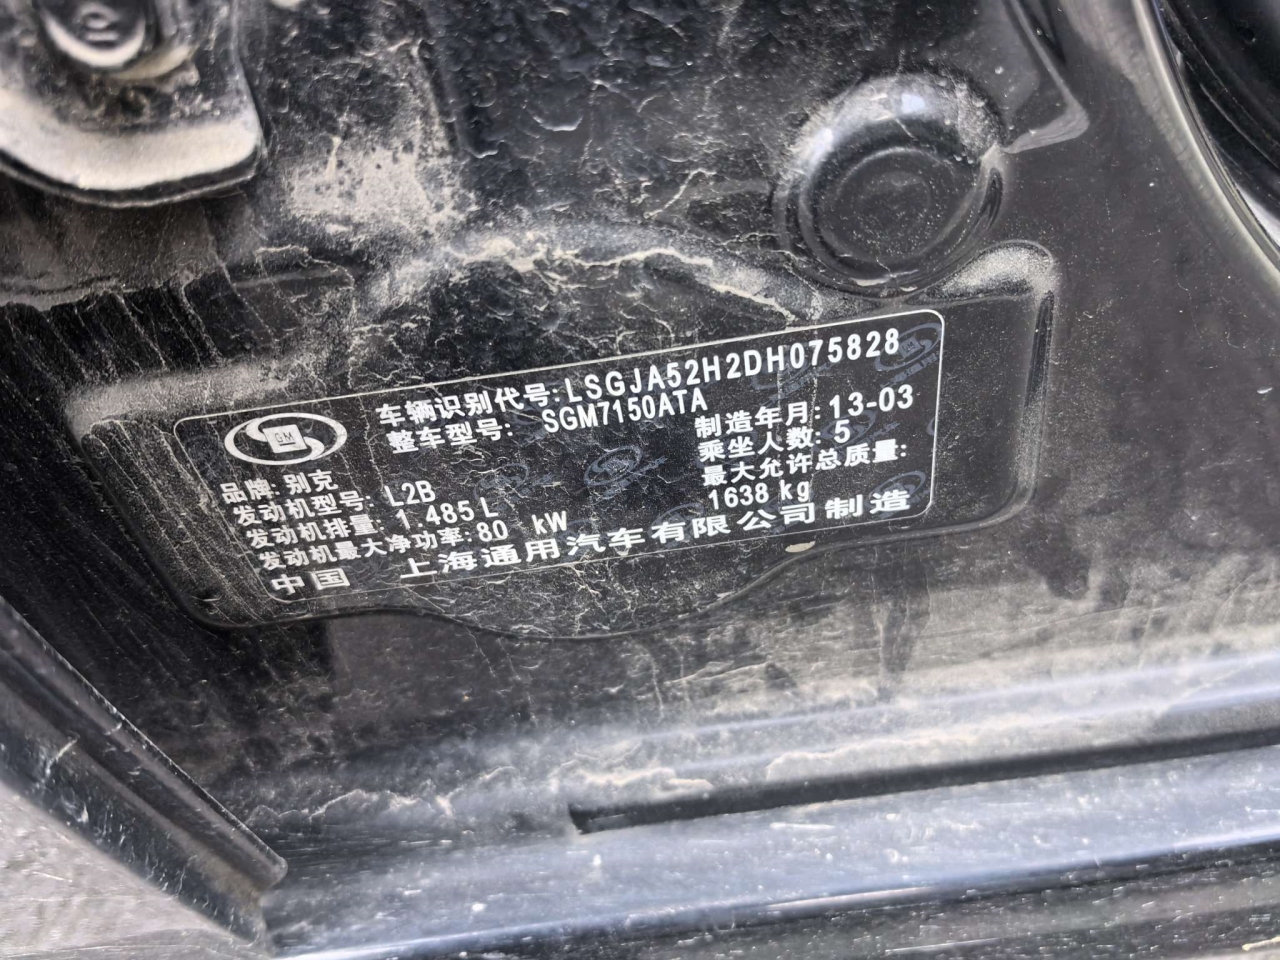 车辆识别代号:LSGJA52H2DH075828
整车型号: SGM7150ATA
制造年月:13-03
品牌:别克
乘坐人数:5
发动机型号: L2B
最大允许总质量:
发动机排量: 1.485 L
1638 kg
发动机最大净功率:80 kW
中国 上海通用汽车有限公司制造
GM